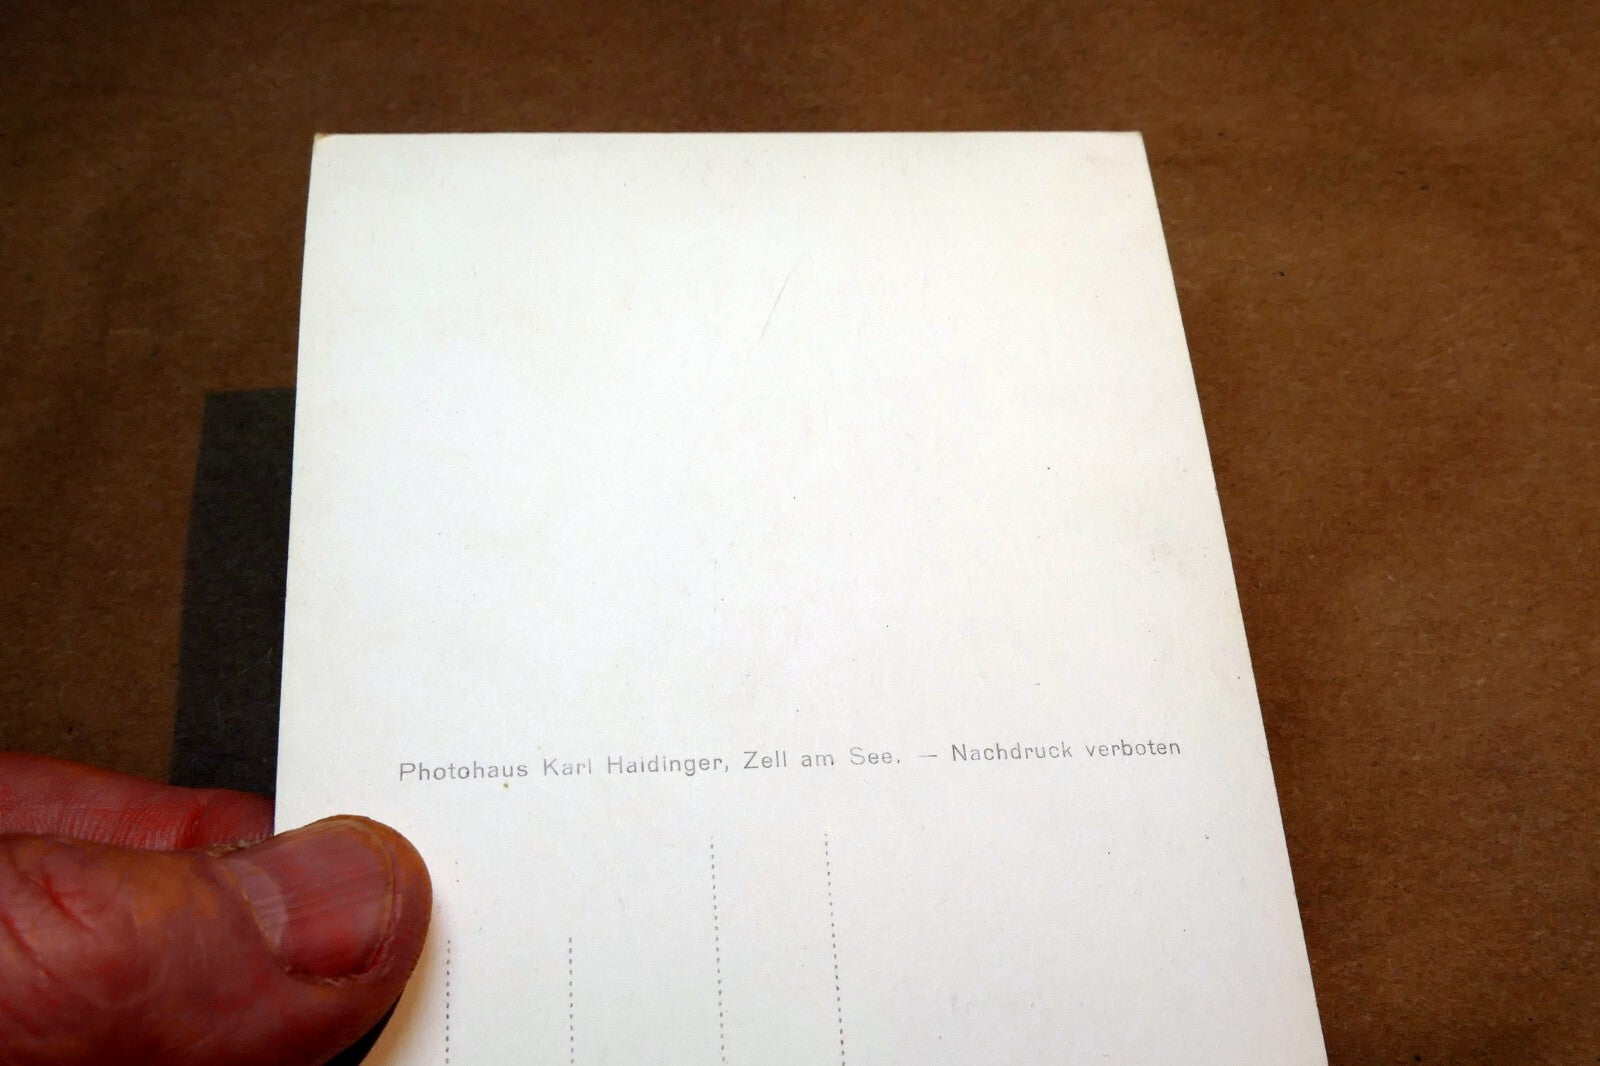 Photohaus Karl Haidinger, Zell am See. — Nachdruck verboten